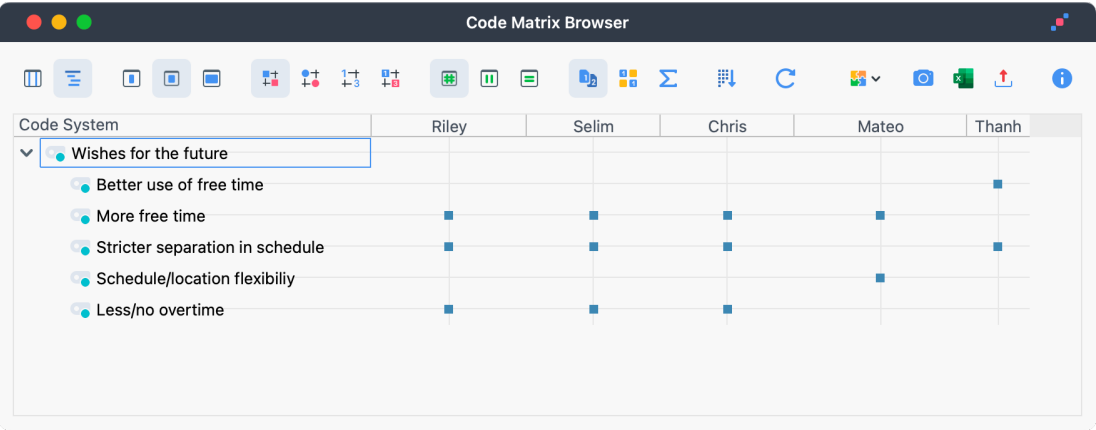 Code Matrix Browser
Code System Riley Selim Chris Mateo Thanh
Wishes for the future
Better use of free time
More free time
Stricter separation in schedule
Schedule/location flexibiliy
Less/no overtime